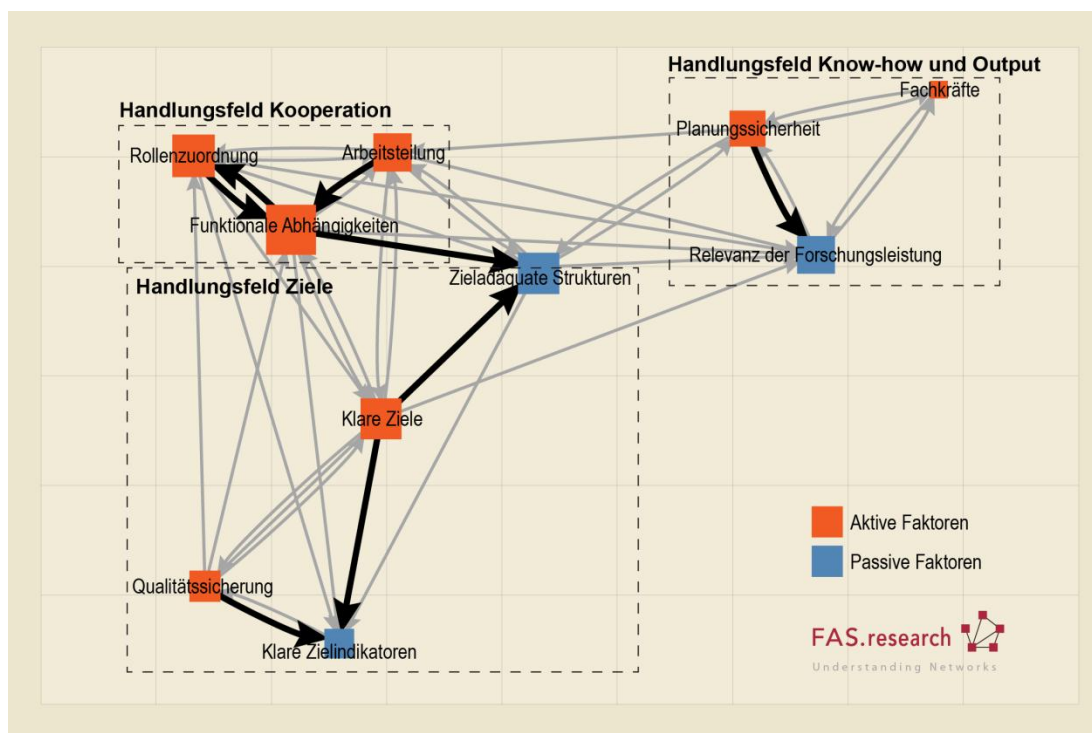 Handlungsfeld Know-how und Output
Fachkräfte
Handlungsfeld Kooperation
Planungssicherheit
Rollenzuordnung
Arbeitsteilung
Funktionale Abhängigkeiten
Relevanz der Forschungsleistung
Zieladäquate Strukturen
Handlungsfeld Ziele
Klare Ziele
Aktive Faktoren
Passive Faktoren
Qualitätssicherung
Klare Zielindikatoren
FAS.research
Understanding Networks